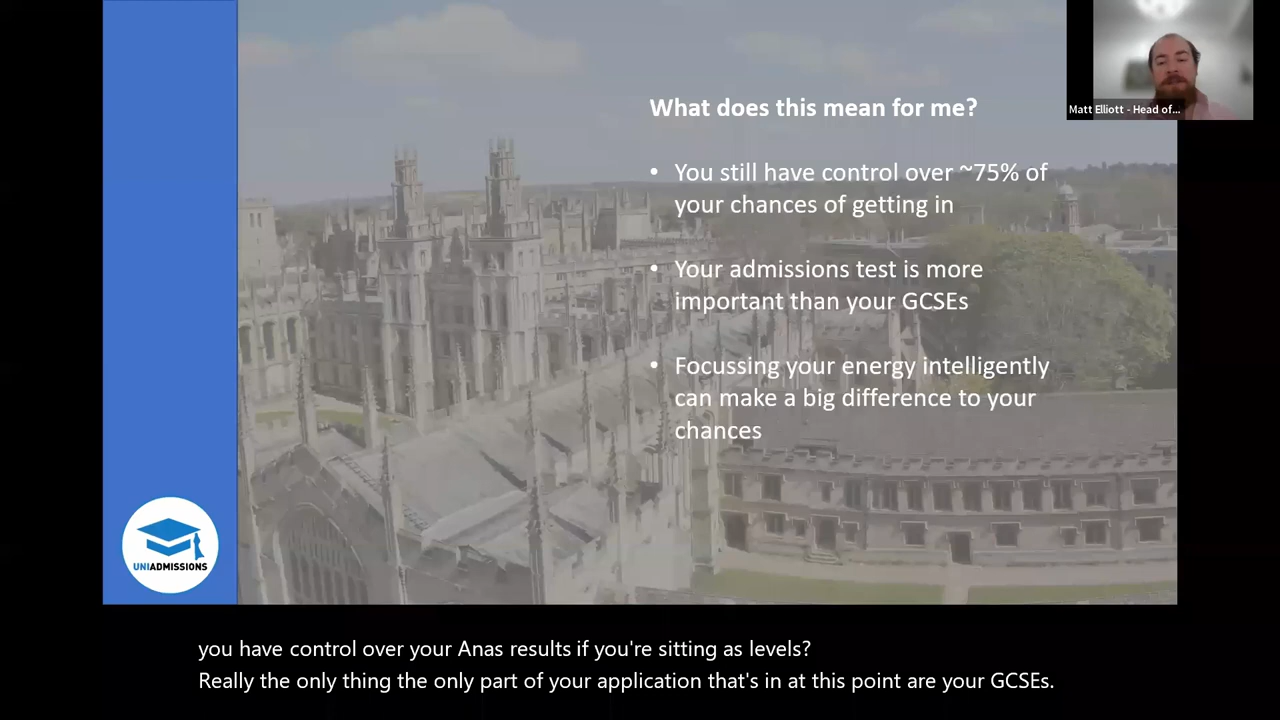 Matt Elliott - Head of...
What does this mean for me?
• You still have control over ~75% of
your chances of getting in
• Your admissions test is more
important than your GCSEs
• Focussing your energy intelligently
can make a big difference to your
chances
UNIADMISSIONS
you have control over your Anas results if you're sitting as levels?
Really the only thing the only part of your application that's in at this point are your GCSEs.